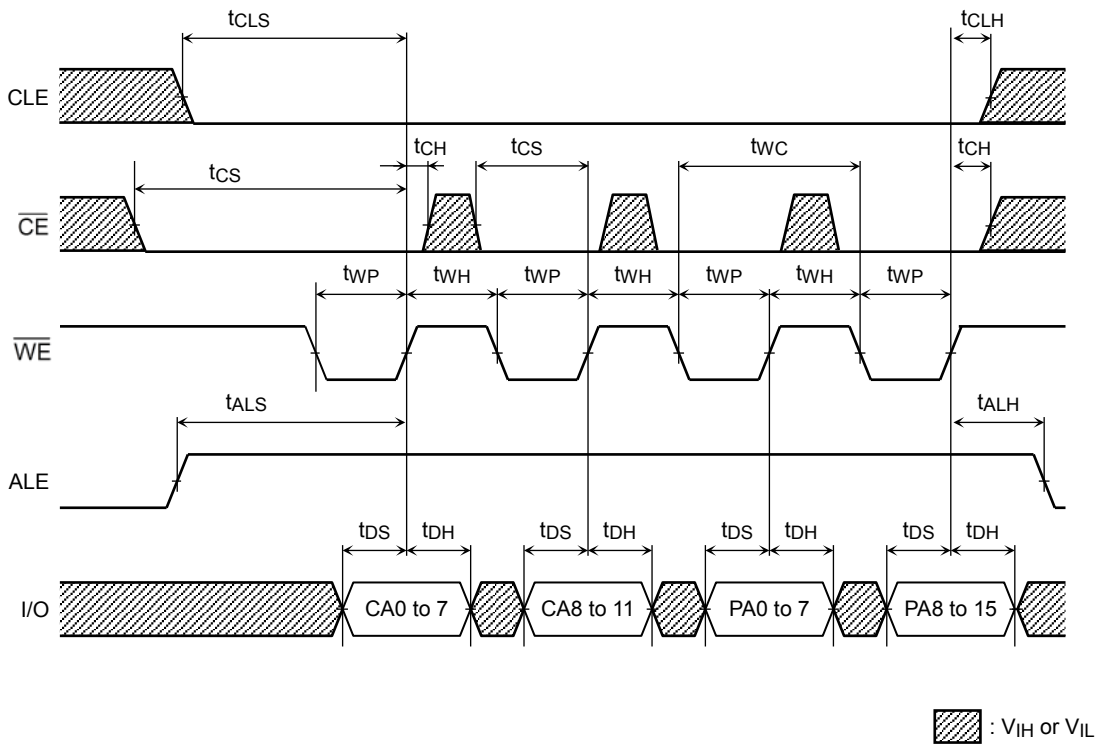 tCLS tCLH
CLE
tCH tCS tWC tCH
tCS
CE
tWP tWH tWP tWH tWP tWH tWP
WE
tALS tALH
ALE
tDS tDH tDS tDH tDS tDH tDS tDH
I/O CA0 to 7 CA8 to 11 PA0 to 7 PA8 to 15
: VIH or VIL